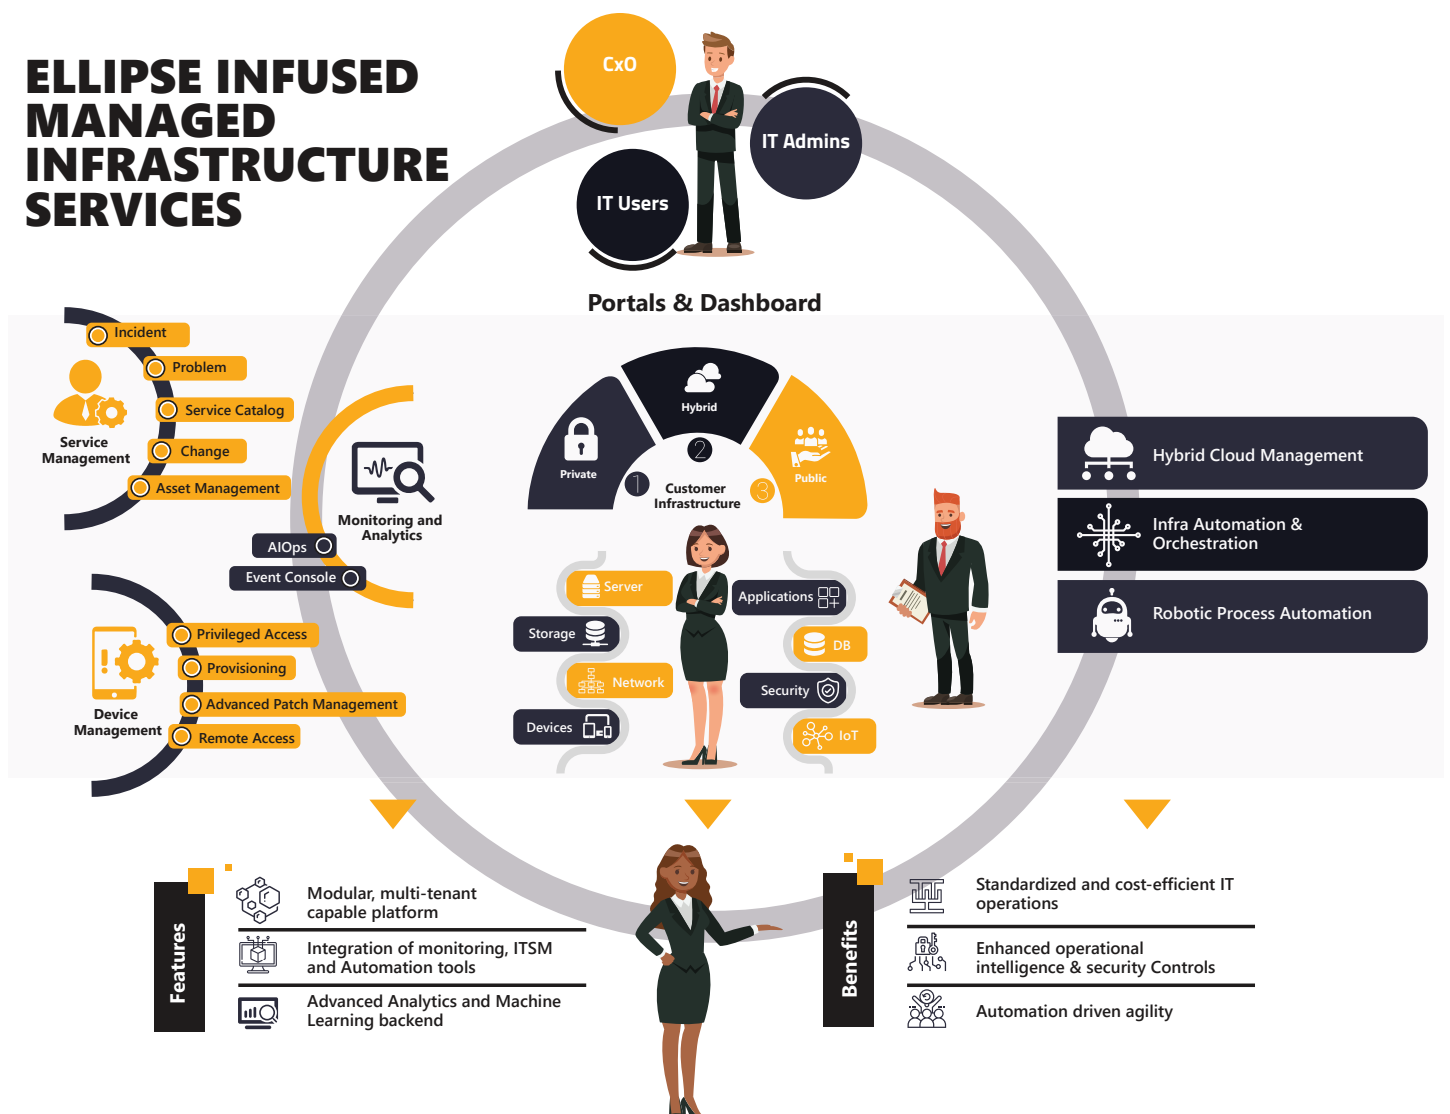 ELLIPSE INFUSED
MANAGED
INFRASTRUCTURE
SERVICES
CxO
IT Admins
IT Users
Portals & Dashboard
Incident
Problem
Service Catalog
Change
Asset Management
Service
Management
Monitoring and
Analytics
AIOps
Event Console
Privileged Access
Provisioning
Advanced Patch Management
Remote Access
Device
Management
Private
Hybrid
Public
1
2
3
Customer
Infrastructure
Server
Storage
Network
Devices
Applications
DB
Security
IoT
Hybrid Cloud Management
Infra Automation &
Orchestration
Robotic Process Automation
Features
Modular, multi-tenant
capable platform
Integration of monitoring, ITSM
and Automation tools
Advanced Analytics and Machine
Learning backend
Benefits
Standardized and cost-efficient IT
operations
Enhanced operational
intelligence & security Controls
Automation driven agility